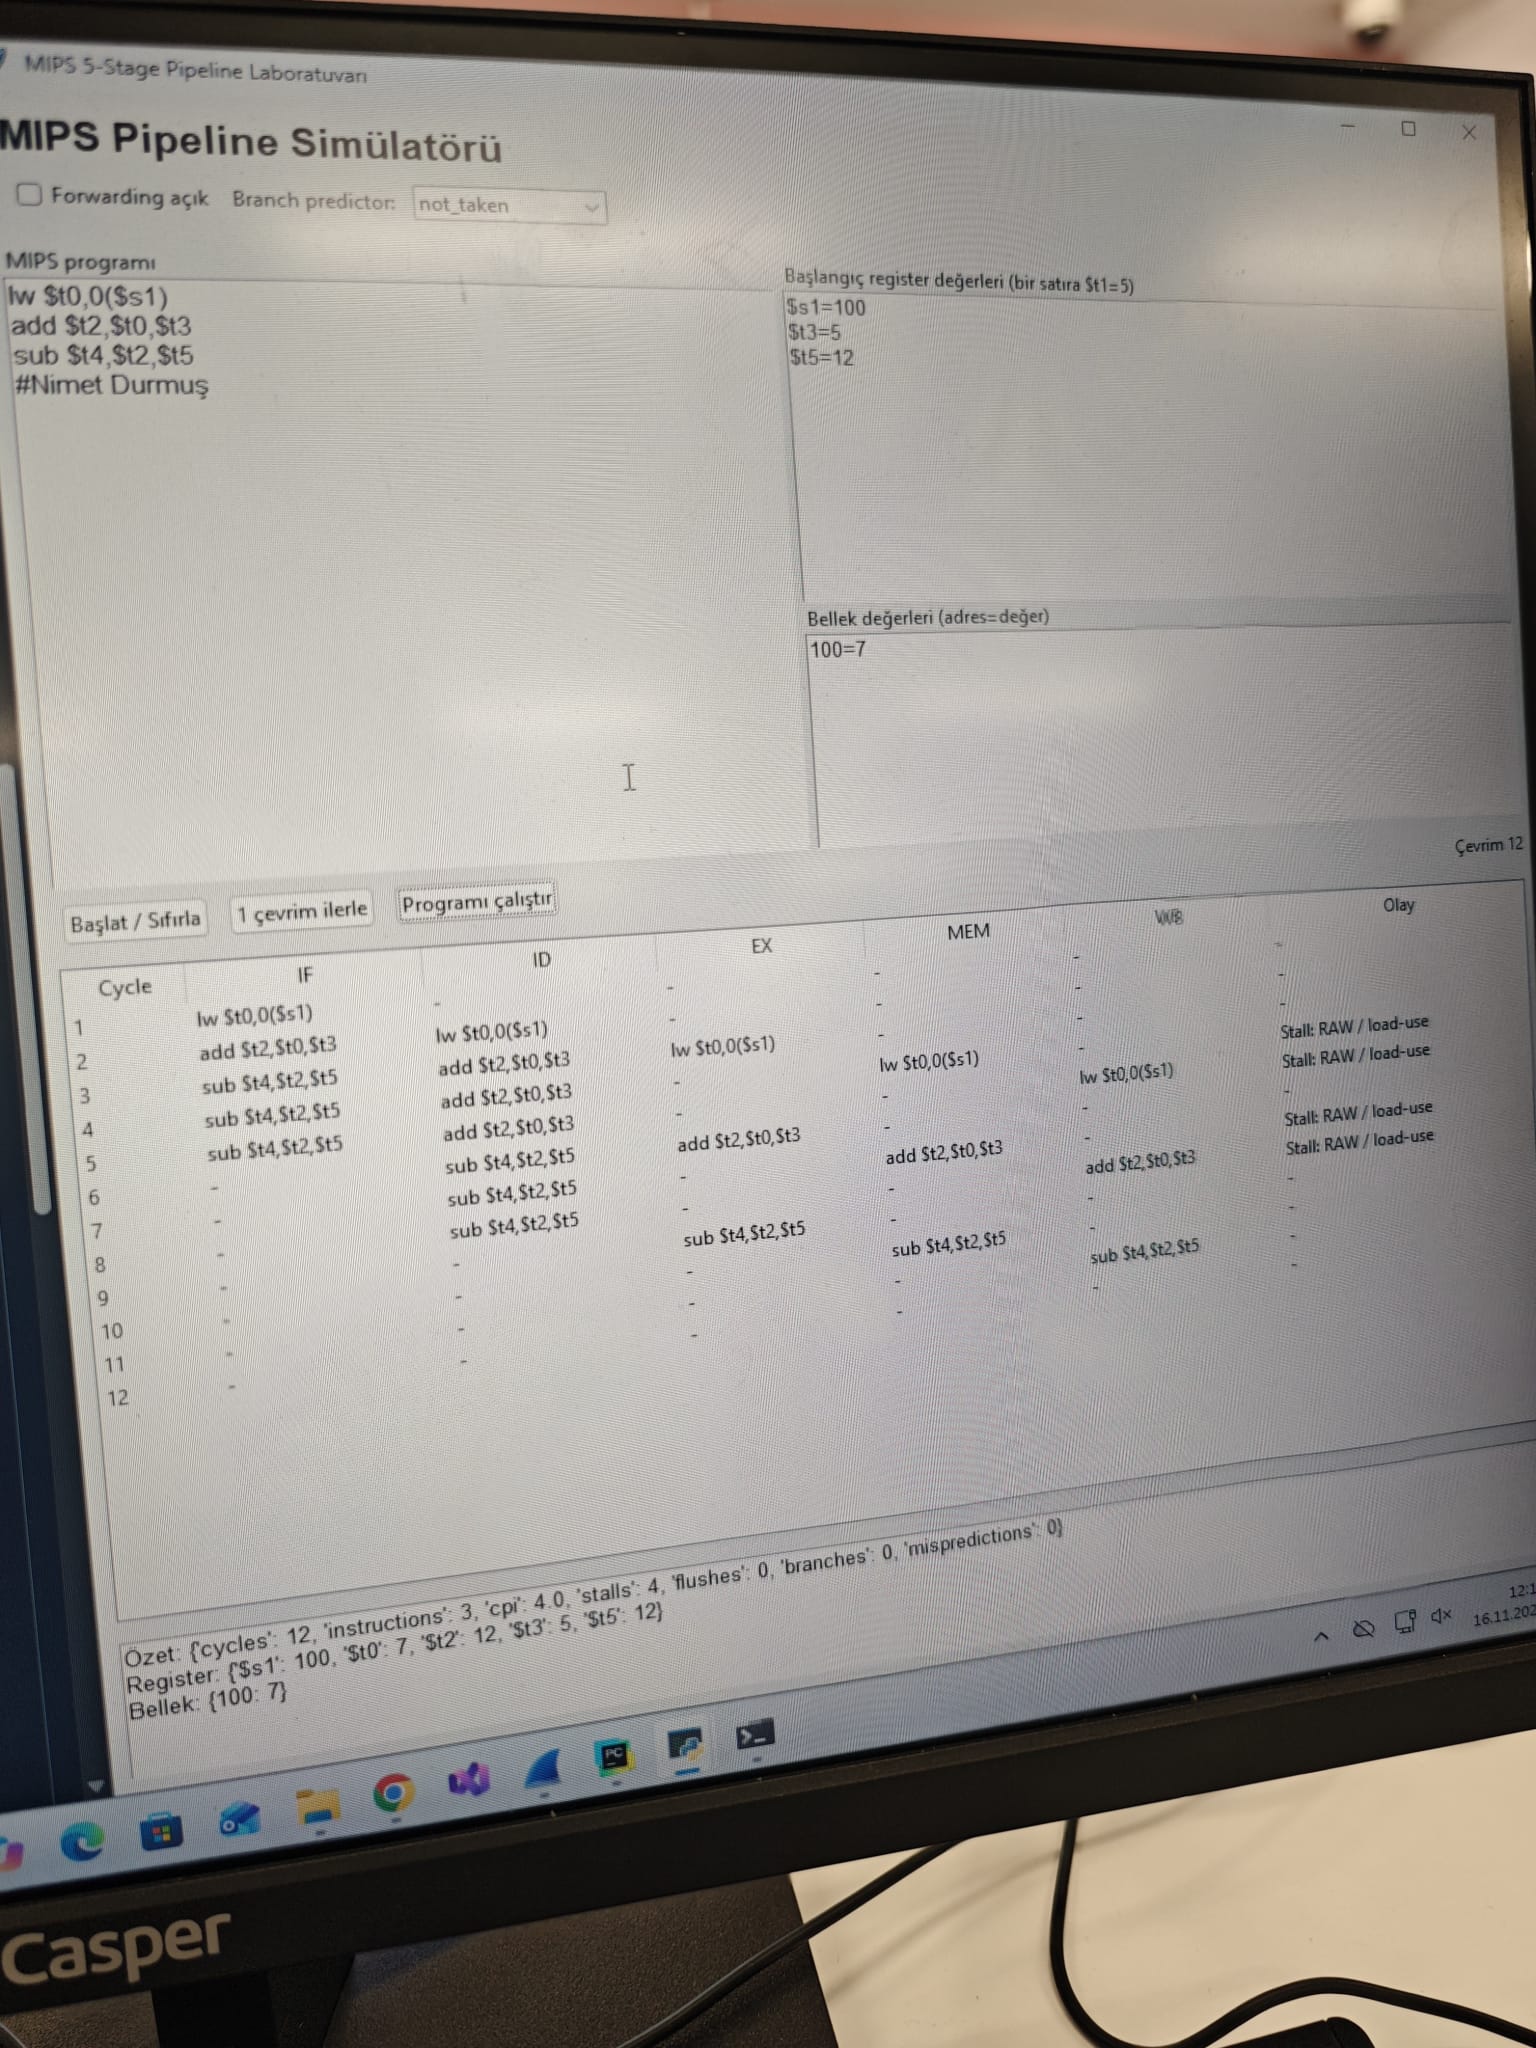 MIPS 5-Stage Pipeline Laboratuvarı
MIPS Pipeline Simülatörü
Forwarding açık Branch predictor: not_taken
MIPS programı
lw $t0,0($s1)
add $t2,$t0,$t3
sub $t4,$t2,$t5
#Nimet Durmuş
Başlangıç register değerleri (bir satıra $t1=5)
$s1=100
$t3=5
$t5=12
Bellek değerleri (adres=değer)
100=7
Çevrim 12
Başlat / Sıfırla 1 çevrim ilerle Programı çalıştır
Cycle IF ID EX MEM WB Olay
1 lw $t0,0($s1) - - - - -
2 add $t2,$t0,$t3 lw $t0,0($s1) - - - -
3 sub $t4,$t2,$t5 add $t2,$t0,$t3 lw $t0,0($s1) - - Stall: RAW / load-use
4 sub $t4,$t2,$t5 add $t2,$t0,$t3 - lw $t0,0($s1) - Stall: RAW / load-use
5 sub $t4,$t2,$t5 add $t2,$t0,$t3 - - lw $t0,0($s1) -
6 - sub $t4,$t2,$t5 add $t2,$t0,$t3 - - Stall: RAW / load-use
7 - sub $t4,$t2,$t5 - add $t2,$t0,$t3 - Stall: RAW / load-use
8 - sub $t4,$t2,$t5 - - add $t2,$t0,$t3 -
9 - - sub $t4,$t2,$t5 - - -
10 - - - sub $t4,$t2,$t5 - -
11 - - - - sub $t4,$t2,$t5 -
12 - - - - - -
Özet: {'cycles': 12, 'instructions': 3, 'cpi': 4.0, 'stalls': 4, 'flushes': 0, 'branches': 0, 'mispredictions': 0}
Register: {'$s1': 100, '$t0': 7, '$t2': 12, '$t3': 5, '$t5': 12}
Bellek: {100: 7}
12:1
16.11.202
PC
Casper